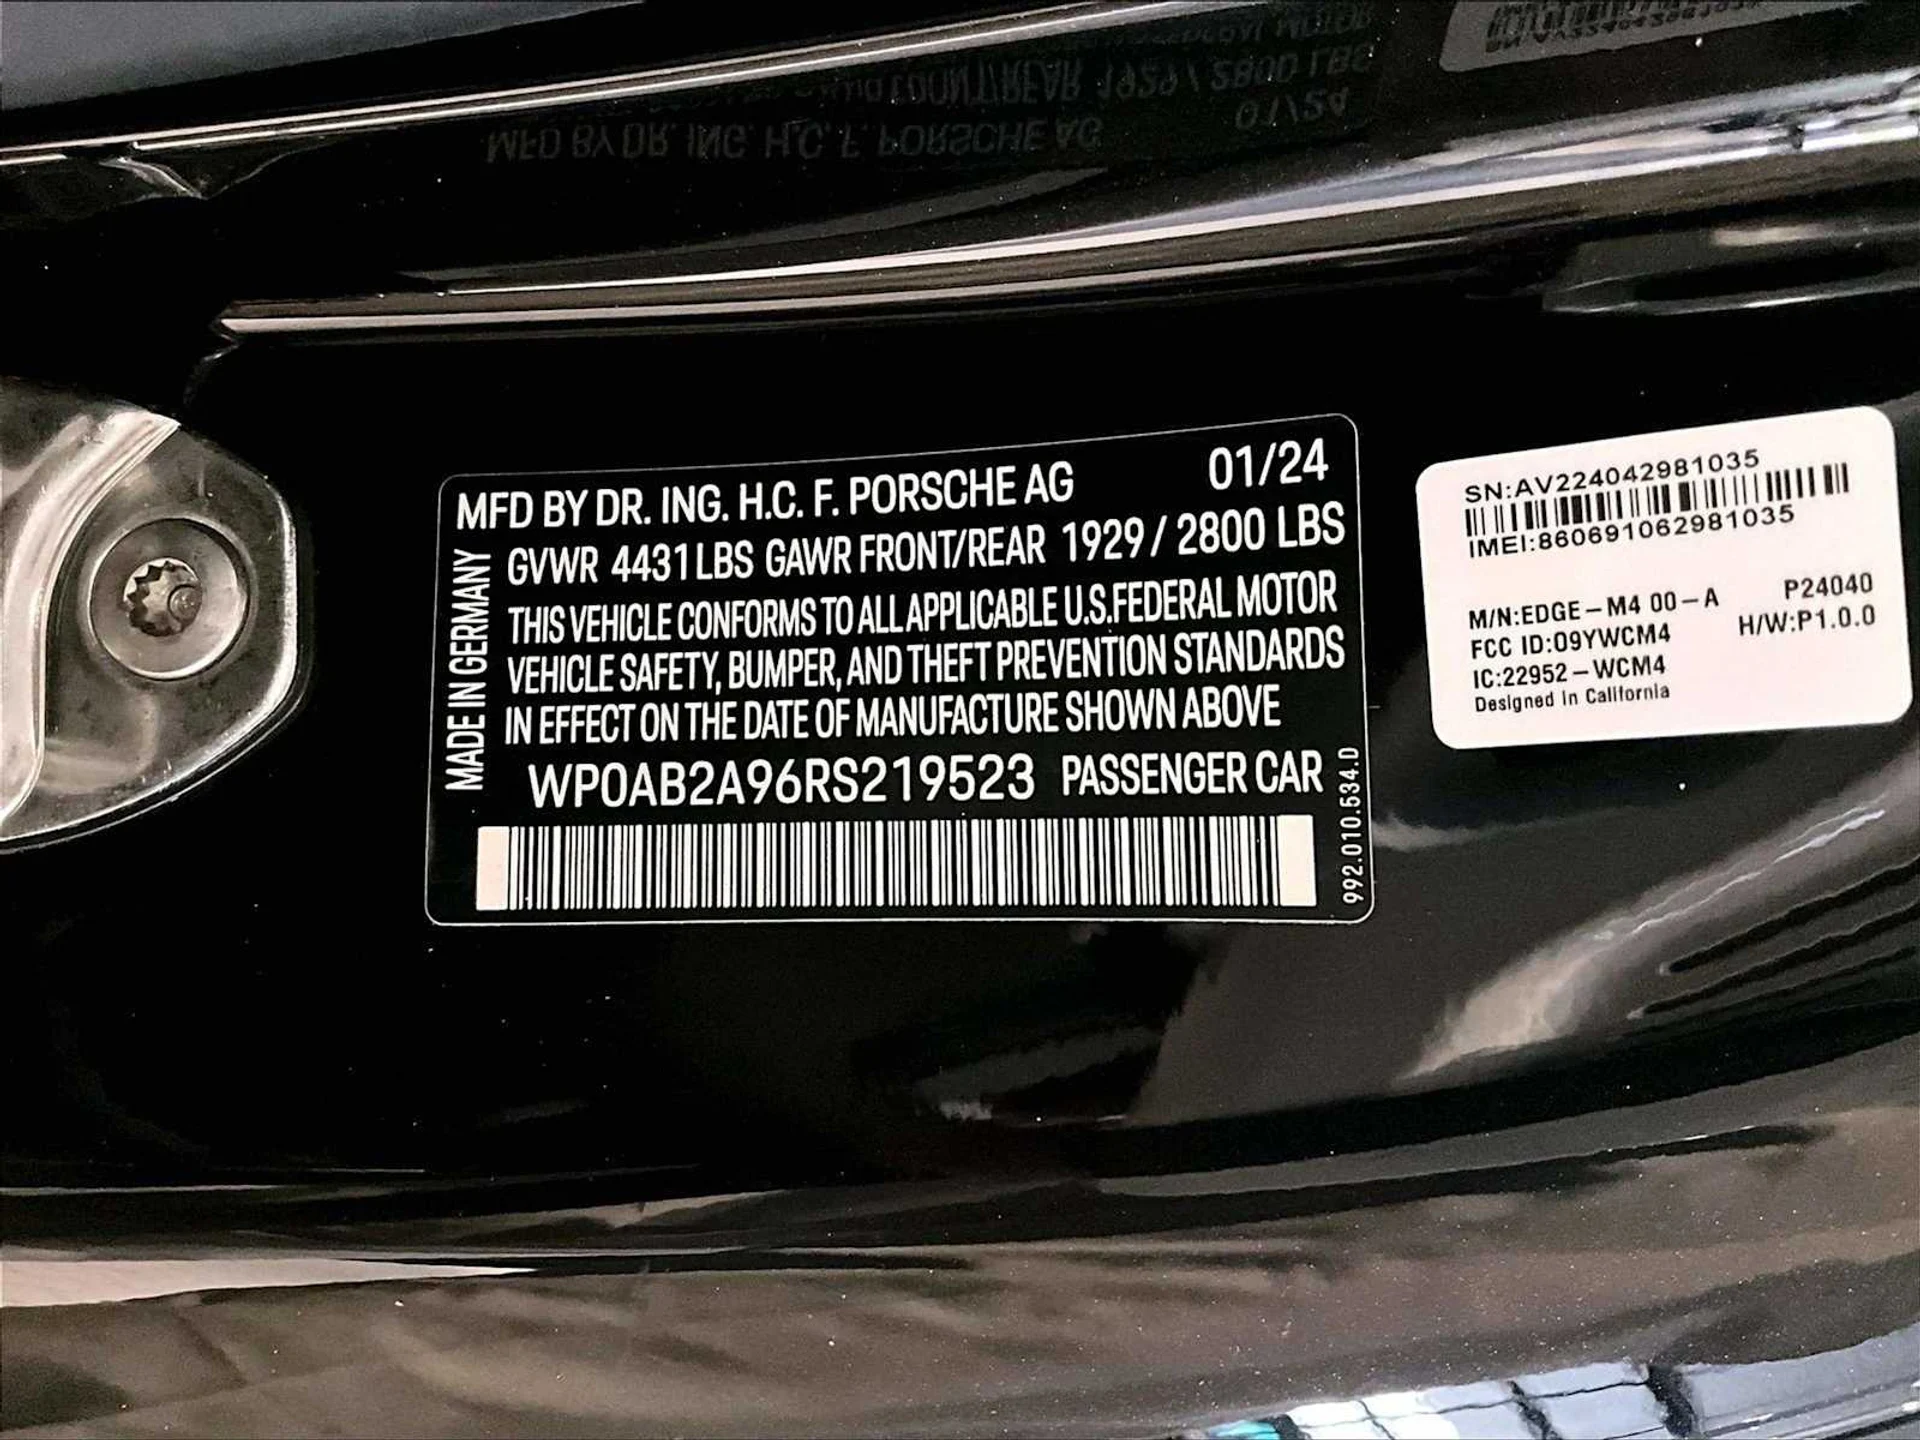 MFD BY DR. ING. H.C. F. PORSCHE AG 01/24
GVWR 4431LBS GAWR FRONT/REAR 1929 / 2800 LBS
THIS VEHICLE CONFORMS TO ALL APPLICABLE U.S.FEDERAL MOTOR
VEHICLE SAFETY, BUMPER, AND THEFT PREVENTION STANDARDS
IN EFFECT ON THE DATE OF MANUFACTURE SHOWN ABOVE
WP0AB2A96RS219523 PASSENGER CAR
MADE IN GERMANY
992.010.534.0
SN:AV224042981035
IMEI:860691062981035
M/N:EDGE-M4 00-A P24040
FCC ID:O9YWCM4 H/W:P1.0.0
IC:22952-WCM4
Designed in California